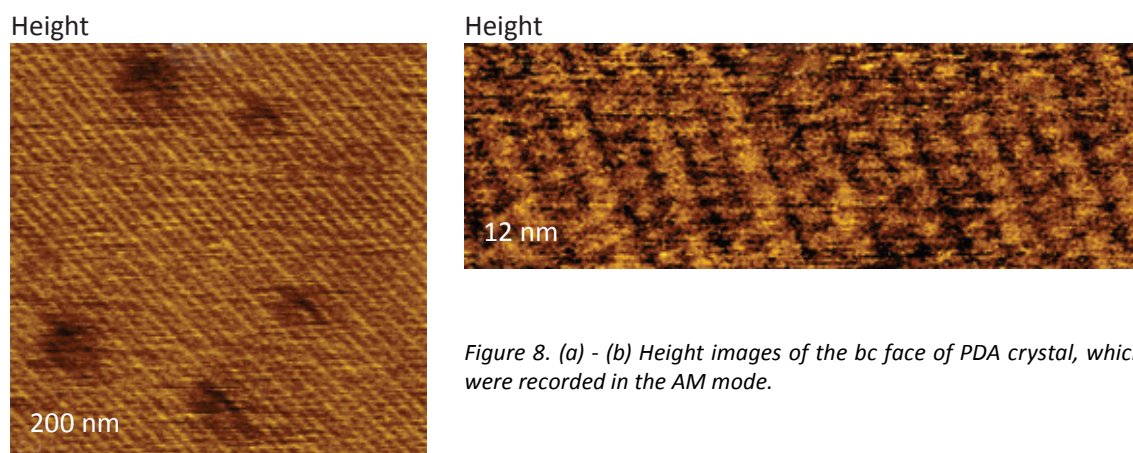 Height
200 nm
Height
12 nm
Figure 8. (a) - (b) Height images of the bc face of PDA crystal, which
were recorded in the AM mode.